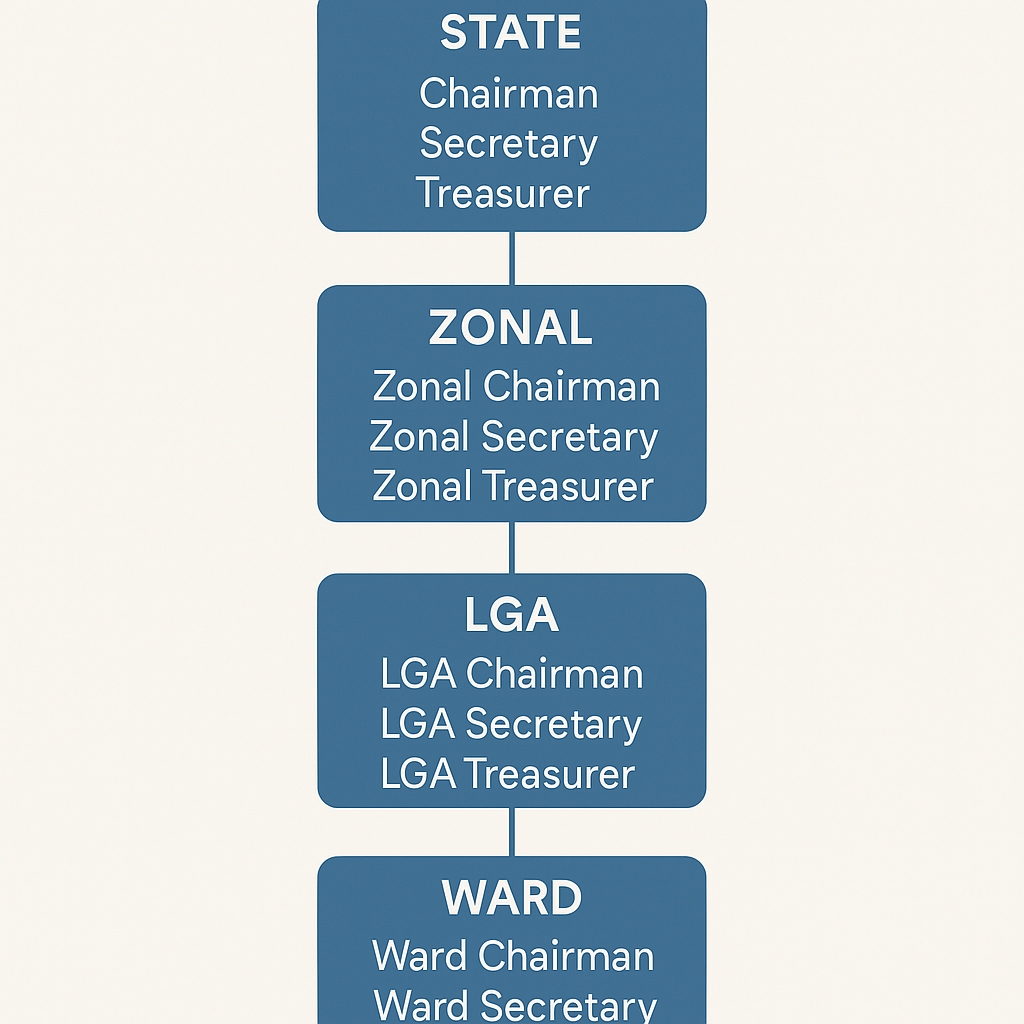 STATE
Chairman
Secretary
Treasurer
ZONAL
Zonal Chairman
Zonal Secretary
Zonal Treasurer
LGA
LGA Chairman
LGA Secretary
LGA Treasurer
WARD
Ward Chairman
Ward Secretary